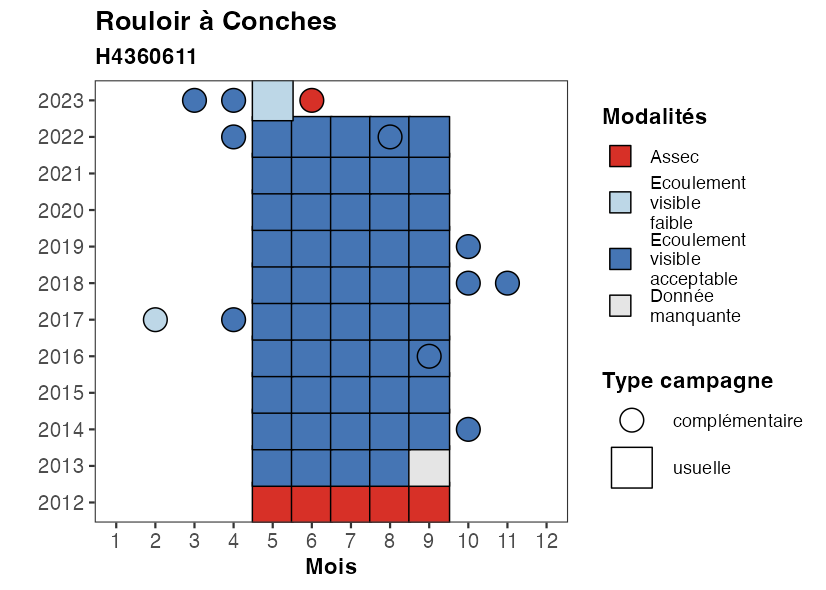 Rouloir à Conches
H4360611
2023
2022
2021
2020
2019
2018
2017
2016
2015
2014
2013
2012
1 2 3 4 5 6 7 8 9 10 11 12
Mois
Modalités
Assec
Ecoulement
visible
faible
Ecoulement
visible
acceptable
Donnée
manquante
Type campagne
complémentaire
usuelle